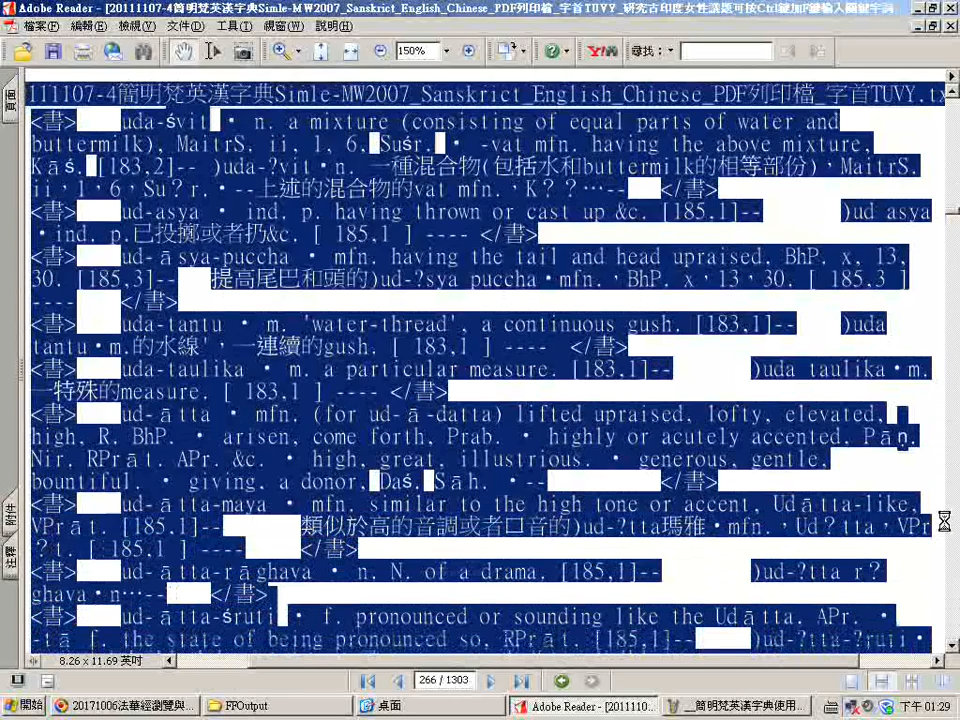 Adobe Reader - [20111107-4簡明梵英漢字典Simle-MW2007_Sanskrict_English_Chinese_PDF列印檔_字首TUVY_研究古印度女性議題可按Ctrl鍵加F鍵輸入關鍵字詞
檔案(F) 編輯(E) 檢視(V) 文件(D) 工具(T) 視窗(W) 說明(H)
150% Y! 尋找：
頁面
111107-4簡明梵英漢字典Simle-MW2007_Sanskrict_English_Chinese_PDF列印檔_字首TUVY.tx
<書> uda-śvit • n. a mixture (consisting of equal parts of water and
buttermilk), MaitrS. ii, 1, 6, Suśr. • -vat mfn. having the above mixture,
Kāś. [183,2]-- )uda-?vit•n. 一種混合物(包括水和buttermilk的相等部份)，MaitrS.
ii，1，6，Su？r.•--上述的混合物的vat mfn.，K？？…-- </書>
<書> ud-asya • ind. p. having thrown or cast up &c. [185,1]-- )ud asya
•ind. p.已投擲或者扔&c. [ 185,1 ] ---- </書>
<書> ud-āsya-puccha • mfn. having the tail and head upraised, BhP. x, 13,
30. [185,3]-- 提高尾巴和頭的)ud-?sya puccha•mfn.，BhP. x，13，30. [ 185,3 ]
---- </書>
<書> uda-tantu • m. 'water-thread', a continuous gush. [183,1]-- )uda
tantu•m.的水線'，一連續的gush. [ 183,1 ] ---- </書>
<書> uda-taulika • m. a particular measure. [183,1]-- )uda taulika•m.
一特殊的measure. [ 183,1 ] ---- </書>
<書> ud-ātta • mfn. (for ud-ā-datta) lifted upraised, lofty, elevated,
high, R. BhP. • arisen, come forth, Prab. • highly or acutely accented, Pāṇ.
Nir. RPrāt. APr. &c. • high, great, illustrious. • generous, gentle,
bountiful. • giving, a donor, Daś. Sāh. •-- </書>
<書> ud-ātta-maya • mfn. similar to the high tone or accent, Udātta-like,
VPrāt. [185,1]-- 類似於高的音調或者口音的)ud-?tta瑪雅•mfn.，Ud？tta，VPr
？t. [ 185,1 ] ---- </書>
<書> ud-ātta-rāghava • n. N. of a drama. [185,1]-- )ud-?tta r？
ghava•n…-- </書>
<書> ud-ātta-śruti • f. pronounced or sounding like the Udātta, APr. •
-tā f. the state of being pronounced so, RPrāt. [185,1]-- )ud-?tta-?ruti•
附件
注釋
8.26 x 11.69 英吋
266 / 1303
開始 20171006法華經瀏覽與... FFOutput 桌面 Adobe Reader - [2011110... __簡明梵英漢字典使用... 下午 01:29